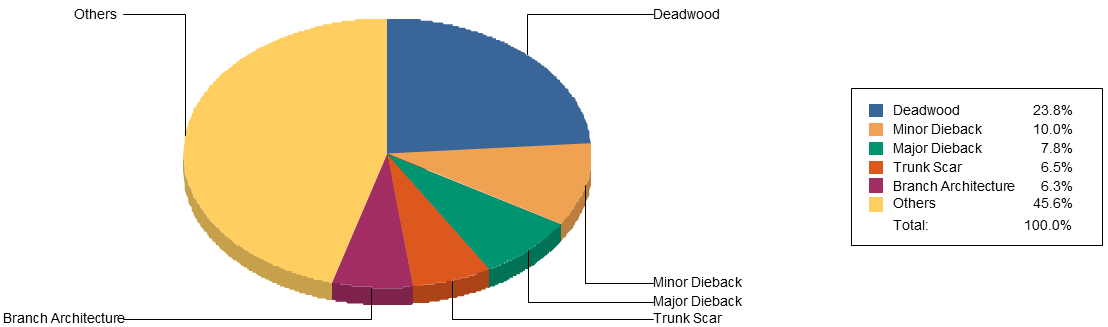 Others
Deadwood
Minor Dieback
Major Dieback
Trunk Scar
Branch Architecture
Deadwood 23.8%
Minor Dieback 10.0%
Major Dieback 7.8%
Trunk Scar 6.5%
Branch Architecture 6.3%
Others 45.6%
Total: 100.0%